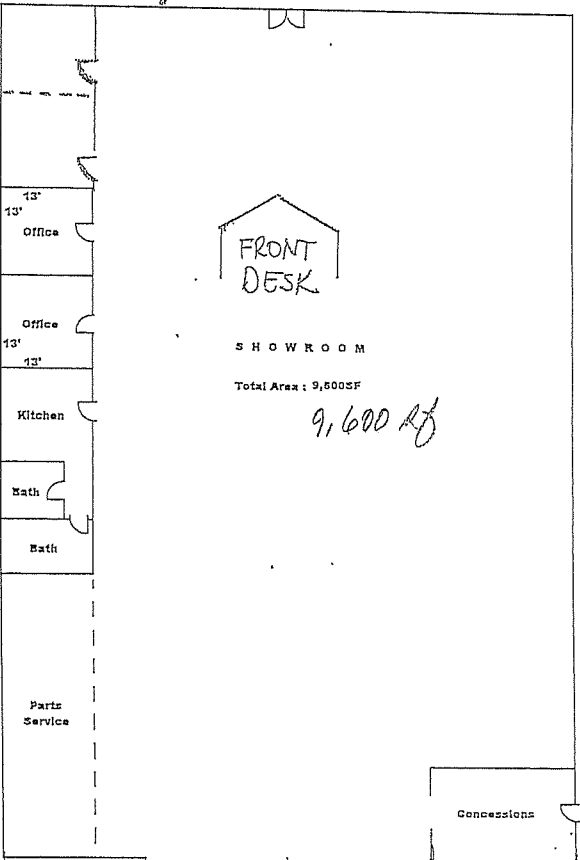 13'
13'
Office
FRONT
DESK
Office
13'
13'
SHOWROOM
Total Area: 9,600SF
9,600
Kitchen
Bath
Bath
Parts
Service
Concessions